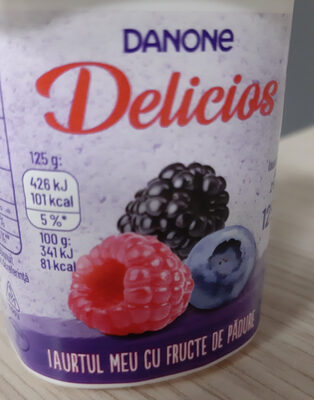 DANONE
Delicios
125 g:
426 kJ
101 kcal
5 %*
100 g:
341 kJ
81 kcal
IAURTUL MEU CU FRUCTE DE PĂDURE